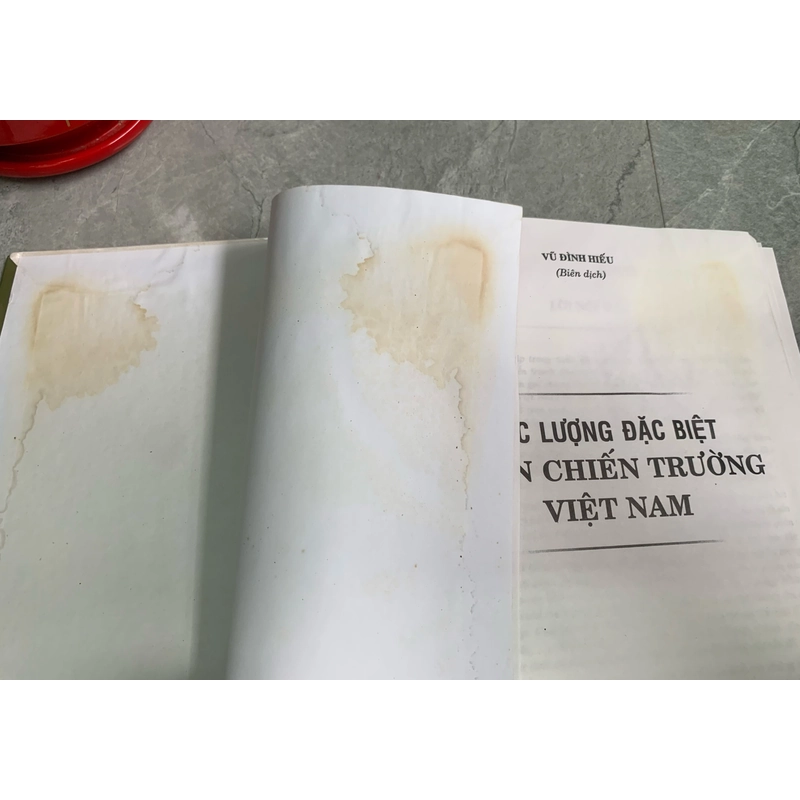 VŨ ĐÌNH HIẾU
(Biên dịch)
LƯỢNG ĐẶC BIỆT
CHIẾN TRƯỜNG
VIỆT NAM